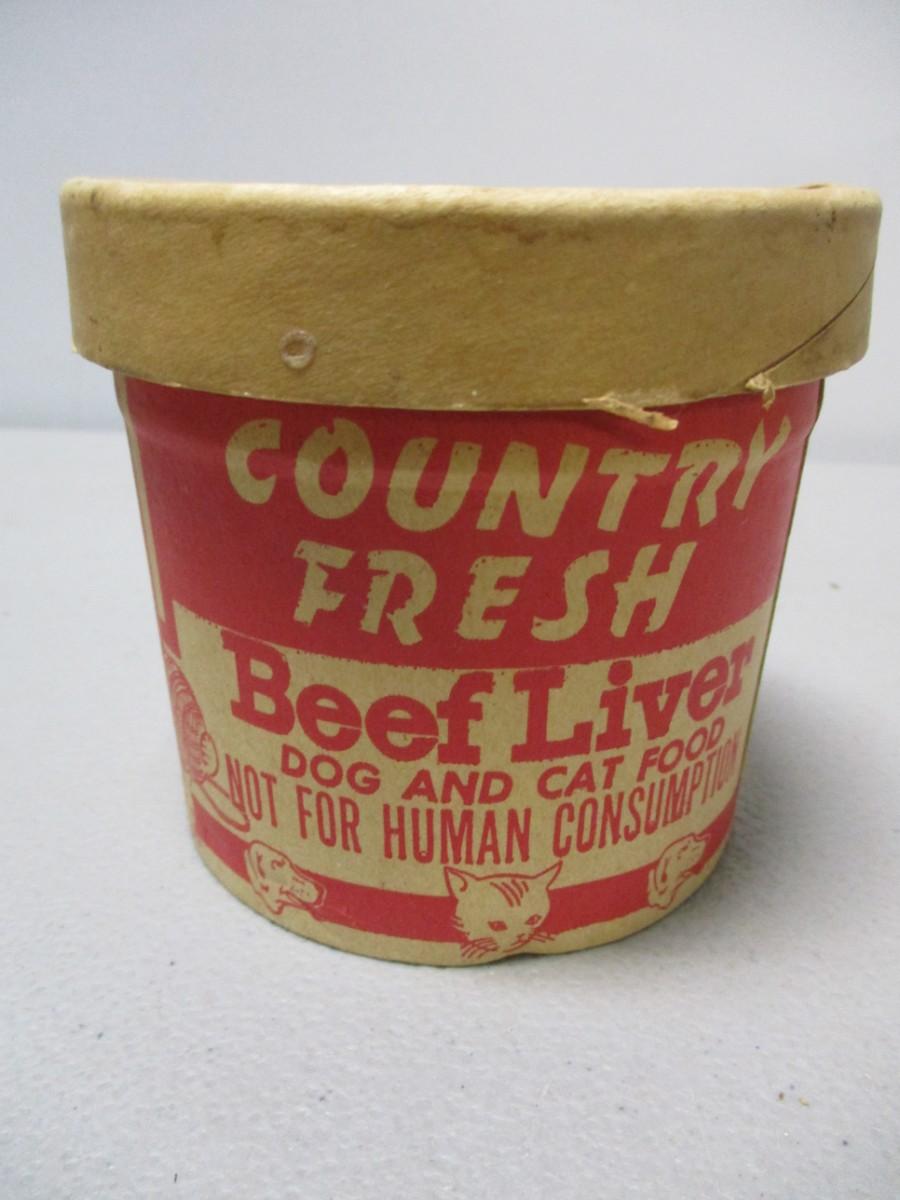 COUNTRY
FRESH
Beef Liver
DOG AND CAT FOOD
NOT FOR HUMAN CONSUMPTION